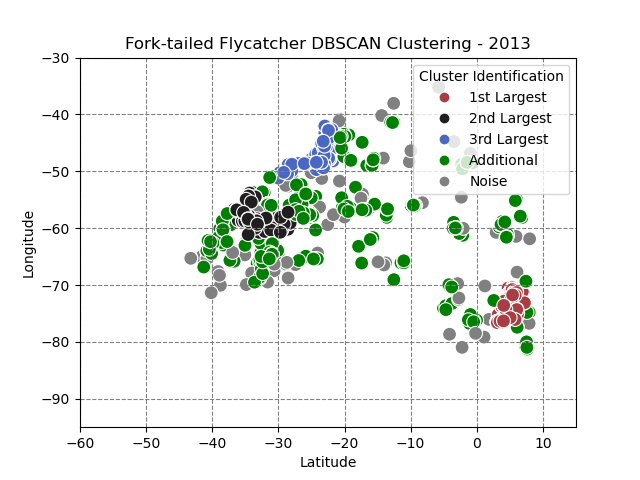 Fork-tailed Flycatcher DBSCAN Clustering - 2013
Cluster Identification
1st Largest
2nd Largest
3rd Largest
Additional
Noise
Longitude
−30
−40
−50
−60
−70
−80
−90
−60
−50
−40
−30
−20
−10
0
10
Latitude